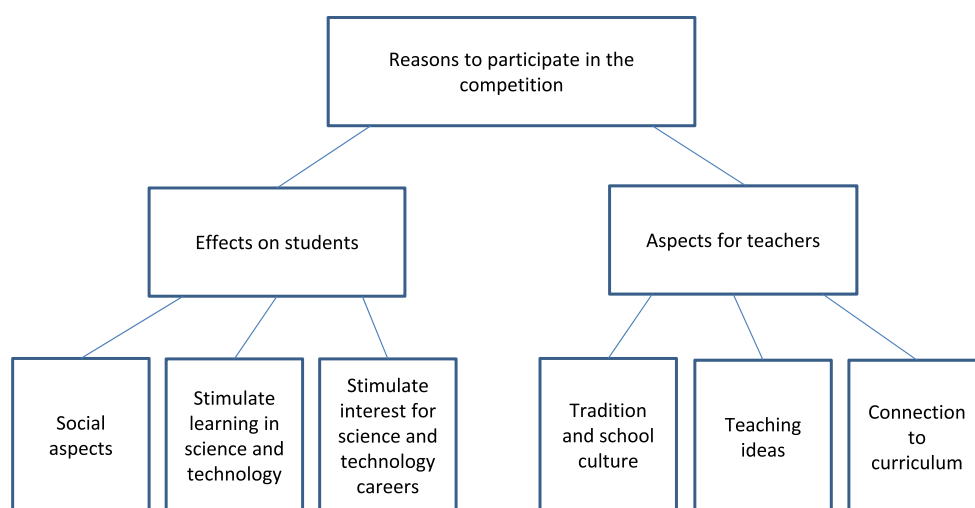 Reasons to participate in the
competition
Effects on students
Aspects for teachers
Social
aspects
Stimulate
learning in
science and
technology
Stimulate
interest for
science and
technology
careers
Tradition
and school
culture
Teaching
ideas
Connection
to
curriculum